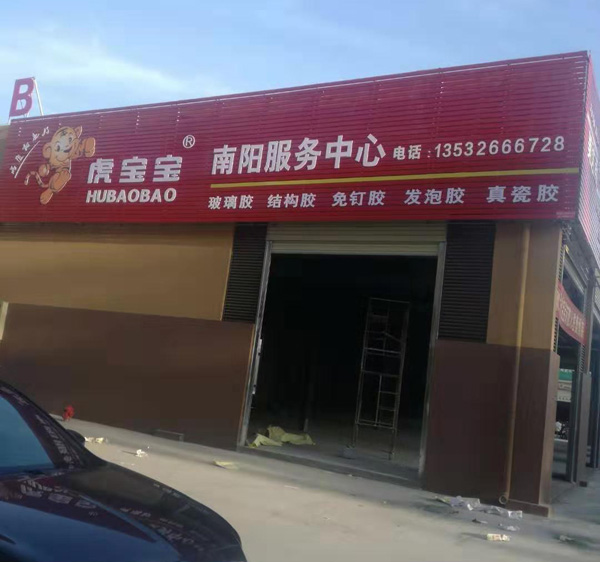 B
虎宝宝®
HUBAOBAO
南阳服务中心 电话:13532666728
玻璃胶 结构胶 免钉胶 发泡胶 真瓷胶